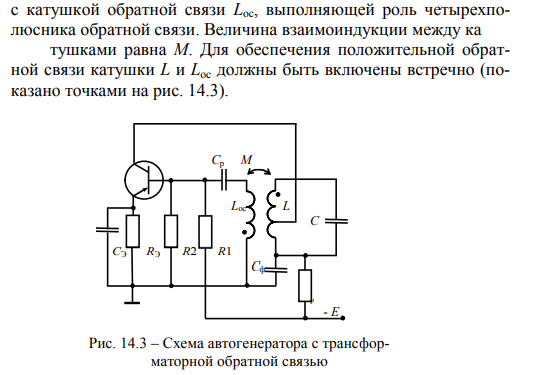 с катушкой обратной связи Lос, выполняющей роль четырехпо-
люсника обратной связи. Величина взаимоиндукции между ка
тушками равна M. Для обеспечения положительной обрат-
ной связи катушки L и Lос должны быть включены встречно (по-
казано точками на рис. 14.3).
Cр M
Lос L
C
CЭ RЭ R2 R1
Cф
- E
Рис. 14.3 – Схема автогенератора с трансфор-
маторной обратной связью